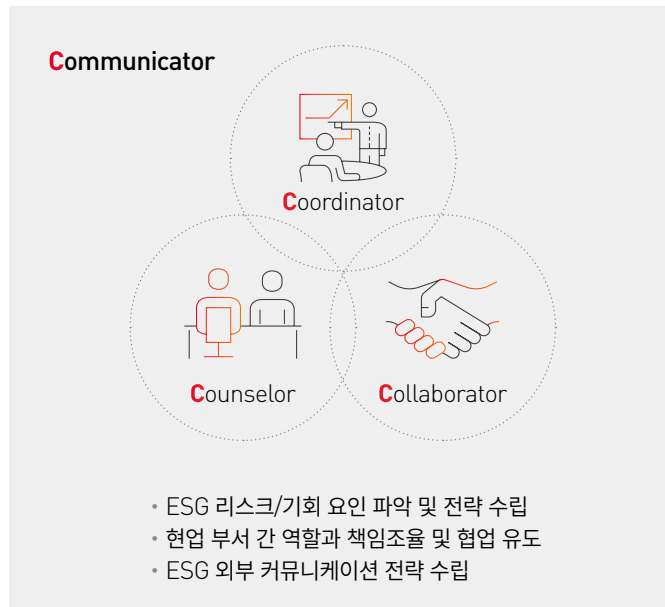 Communicator
Coordinator
Counselor
Collaborator
• ESG 리스크/기회 요인 파악 및 전략 수립
• 현업 부서 간 역할과 책임조율 및 협업 유도
• ESG 외부 커뮤니케이션 전략 수립